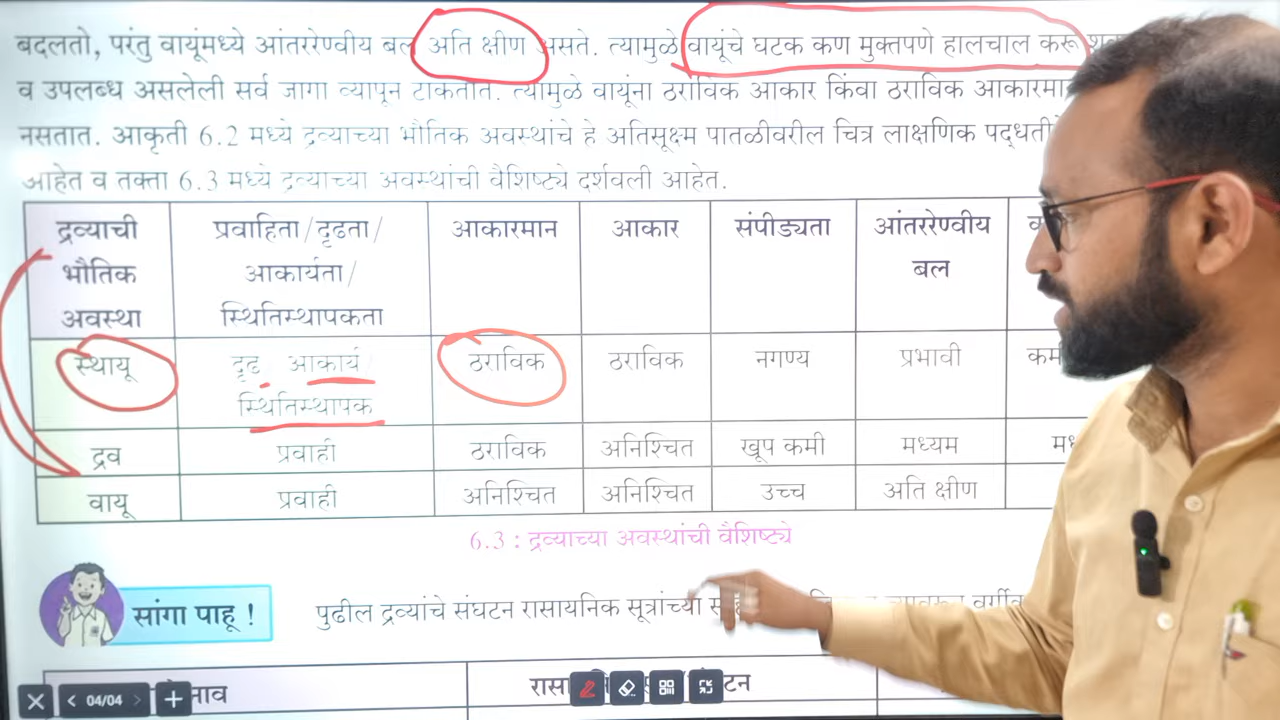 बदलतो, परंतु वायूंमध्ये आंतररेण्वीय बल अति क्षीण असते. त्यामुळे वायूंचे घटक कण मुक्तपणे हालचाल करू
व उपलब्ध असलेली सर्व जागा व्यापून टाकतात. त्यामुळे वायूंना ठराविक आकार किंवा ठराविक
नसतात. आकृती 6.2 मध्ये द्रव्याच्या भौतिक अवस्थांचे हे अतिसूक्ष्म पातळीवरील चित्र लाक्षणिक
आहेत व तक्ता 6.3 मध्ये द्रव्याच्या अवस्थांची वैशिष्ट्ये दर्शवली आहेत.
द्रव्याची भौतिक अवस्था प्रवाहिता/दृढता/ आकार्यता/ स्थितिस्थापकता आकारमान आकार संपीड्यता आंतररेण्वीय बल
स्थायू दृढ आकार्य स्थितिस्थापक ठराविक ठराविक नगण्य प्रभावी
द्रव प्रवाही ठराविक अनिश्चित खूप कमी मध्यम
वायू प्रवाही अनिश्चित अनिश्चित उच्च अति क्षीण
6.3 : द्रव्याच्या अवस्थांची वैशिष्ट्ये
सांगा पाहू ! पुढील द्रव्यांचे संघटन रासायनिक सूत्रांच्या
04/04